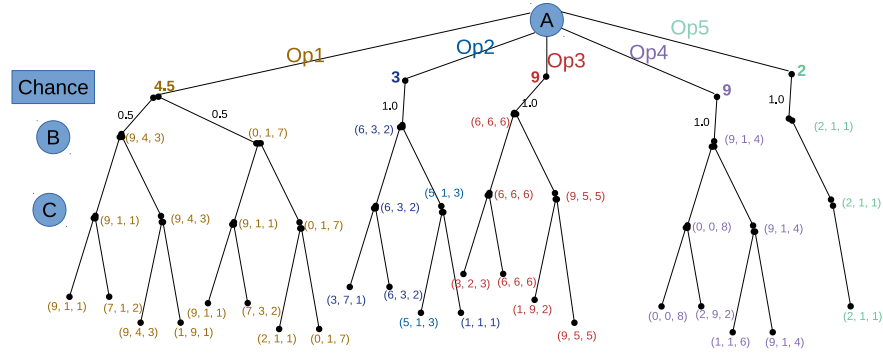 A
Op1
Op2
Op3
Op4
Op5
Chance
4.5
3
9
9
2
0.5
0.5
1.0
1.0
1.0
1.0
B
(9, 4, 3)
(0, 1, 7)
(6, 3, 2)
(6, 6, 6)
(9, 1, 4)
(2, 1, 1)
C
(9, 1, 1)
(9, 4, 3)
(9, 1, 1)
(0, 1, 7)
(6, 3, 2)
(5, 1, 3)
(6, 6, 6)
(9, 5, 5)
(0, 0, 8)
(9, 1, 4)
(2, 1, 1)
(9, 1, 1)
(7, 1, 2)
(9, 4, 3)
(1, 9, 1)
(9, 1, 1)
(7, 3, 2)
(2, 1, 1)
(0, 1, 7)
(3, 7, 1)
(6, 3, 2)
(5, 1, 3)
(1, 1, 1)
(3, 2, 3)
(6, 6, 6)
(1, 9, 2)
(9, 5, 5)
(0, 0, 8)
(2, 9, 2)
(1, 1, 6)
(9, 1, 4)
(2, 1, 1)